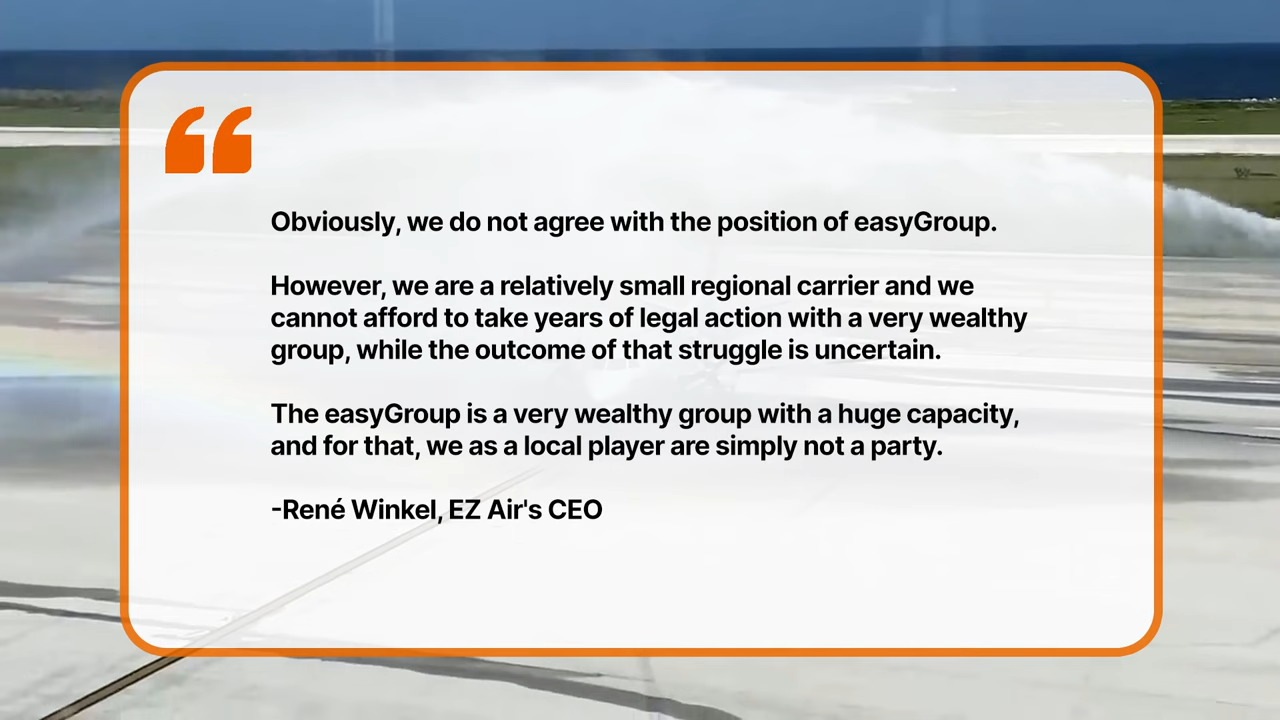 “
Obviously, we do not agree with the position of easyGroup.
However, we are a relatively small regional carrier and we
cannot afford to take years of legal action with a very wealthy
group, while the outcome of that struggle is uncertain.
The easyGroup is a very wealthy group with a huge capacity,
and for that, we as a local player are simply not a party.
-René Winkel, EZ Air's CEO